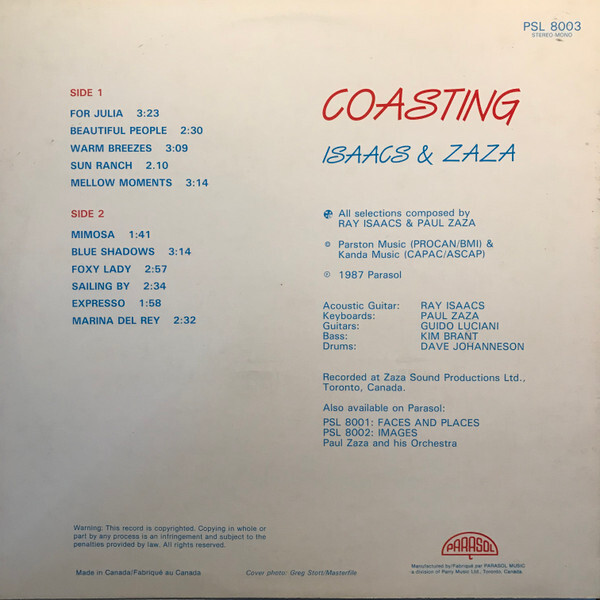 PSL 8003
STEREO-MONO
COASTING
ISAACS & ZAZA
SIDE 1
FOR JULIA 3:23
BEAUTIFUL PEOPLE 2:30
WARM BREEZES 3:09
SUN RANCH 2.10
MELLOW MOMENTS 3:14
SIDE 2
MIMOSA 1:41
BLUE SHADOWS 3:14
FOXY LADY 2:57
SAILING BY 2:34
EXPRESSO 1:58
MARINA DEL REY 2:32
All selections composed by
RAY ISAACS & PAUL ZAZA
Parston Music (PROCAN/BMI) &
Kanda Music (CAPAC/ASCAP)
℗ 1987 Parasol
Acoustic Guitar: RAY ISAACS
Keyboards: PAUL ZAZA
Guitars: GUIDO LUCIANI
Bass: KIM BRANT
Drums: DAVE JOHANNESON
Recorded at Zaza Sound Productions Ltd.,
Toronto, Canada.
Also available on Parasol:
PSL 8001: FACES AND PLACES
PSL 8002: IMAGES
Paul Zaza and his Orchestra
Warning: This record is copyrighted. Copying in whole or
part by any process is an infringement and subject to the
penalties provided by law. All rights reserved.
Made in Canada/Fabriqué au Canada
Cover photo: Greg Stott/Masterfile
PARASOL
Manufactured by/Fabriqué par PARASOL MUSIC
a division of Parry Music Ltd., Toronto, Canada.